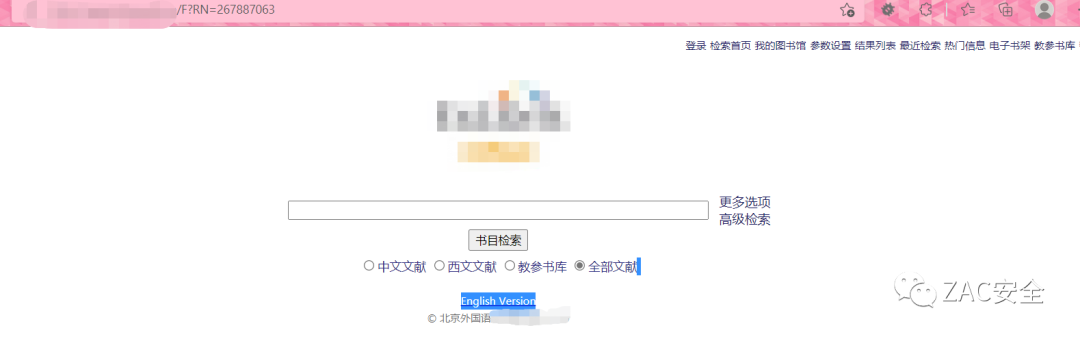 /F?RN=267887063
登录 检索首页 我的图书馆 参数设置 结果列表 最近检索 热门信息 电子书架 教参书库
更多选项
高级检索
书目检索
中文文献 西文文献 教参书库 全部文献
English Version
© 北京外国语
ZAC安全